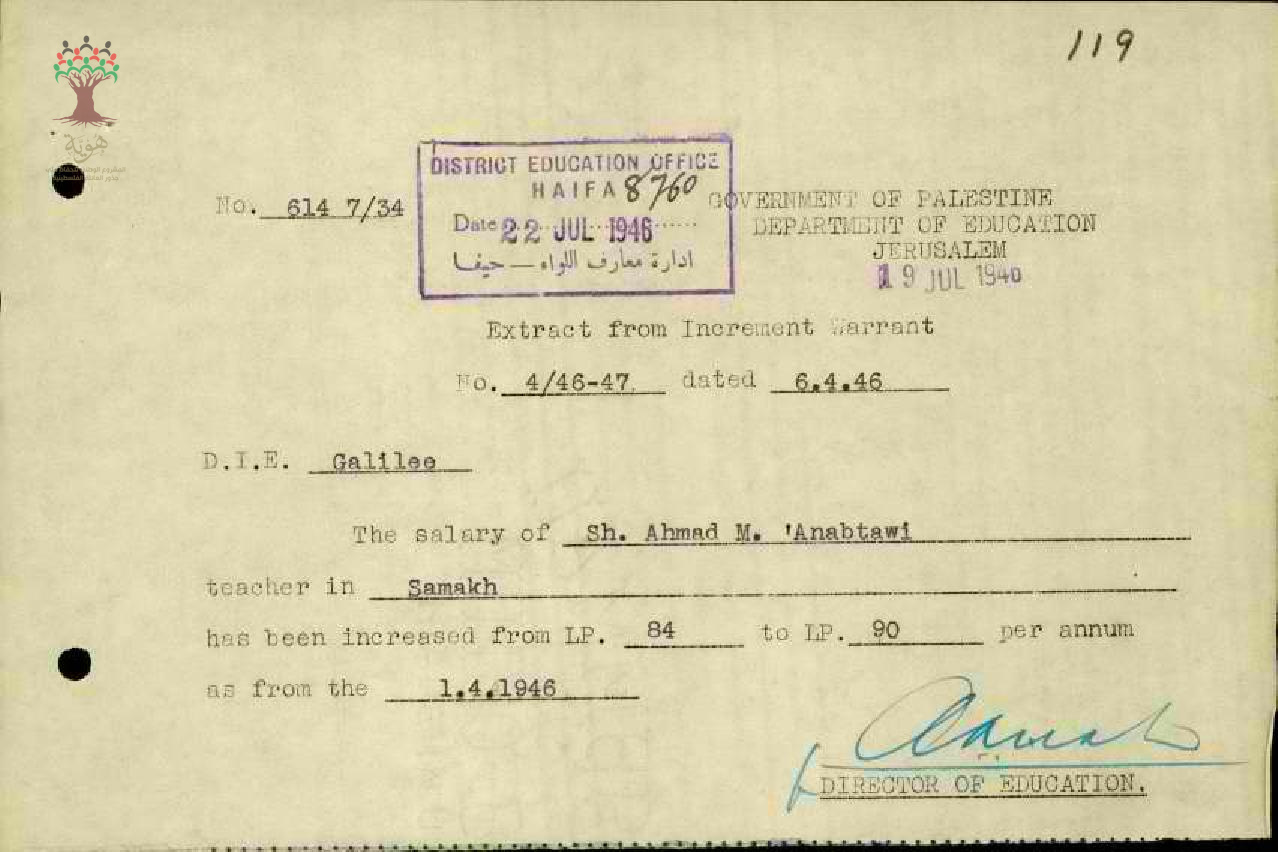 119
هوية
DISTRICT EDUCATION OFFICE
HAIFA 8760
Date 22 JUL 1946
ادارة معارف اللواء — حيفا
No. 614 7/34
GOVERNMENT OF PALESTINE
DEPARTMENT OF EDUCATION
JERUSALEM
19 JUL 1946
Extract from Increment Warrant
No. 4/46-47 dated 6.4.46
D.I.E. Galilee
The salary of Sh. Ahmad M. 'Anabtawi
teacher in Samakh
has been increased from LP. 84 to LP. 90 per annum
as from the 1.4.1946
DIRECTOR OF EDUCATION.